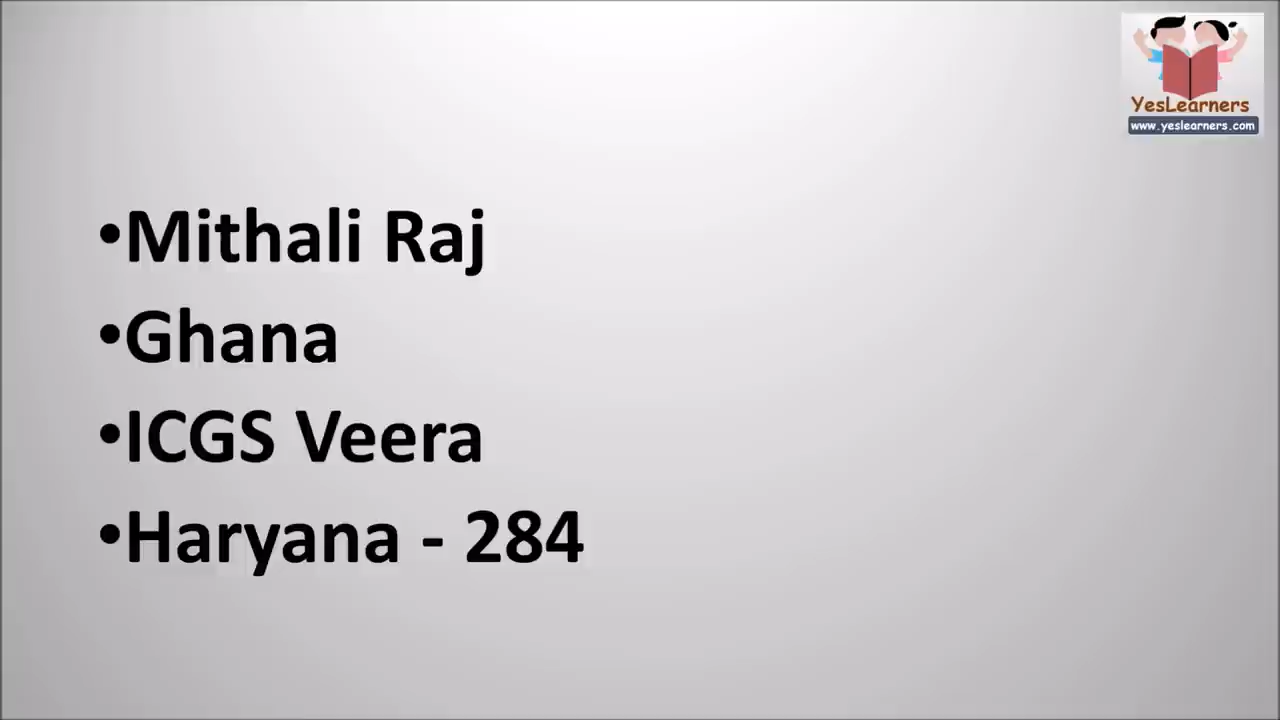 YesLearners
www.yeslearners.com
•Mithali Raj
•Ghana
•ICGS Veera
•Haryana - 284